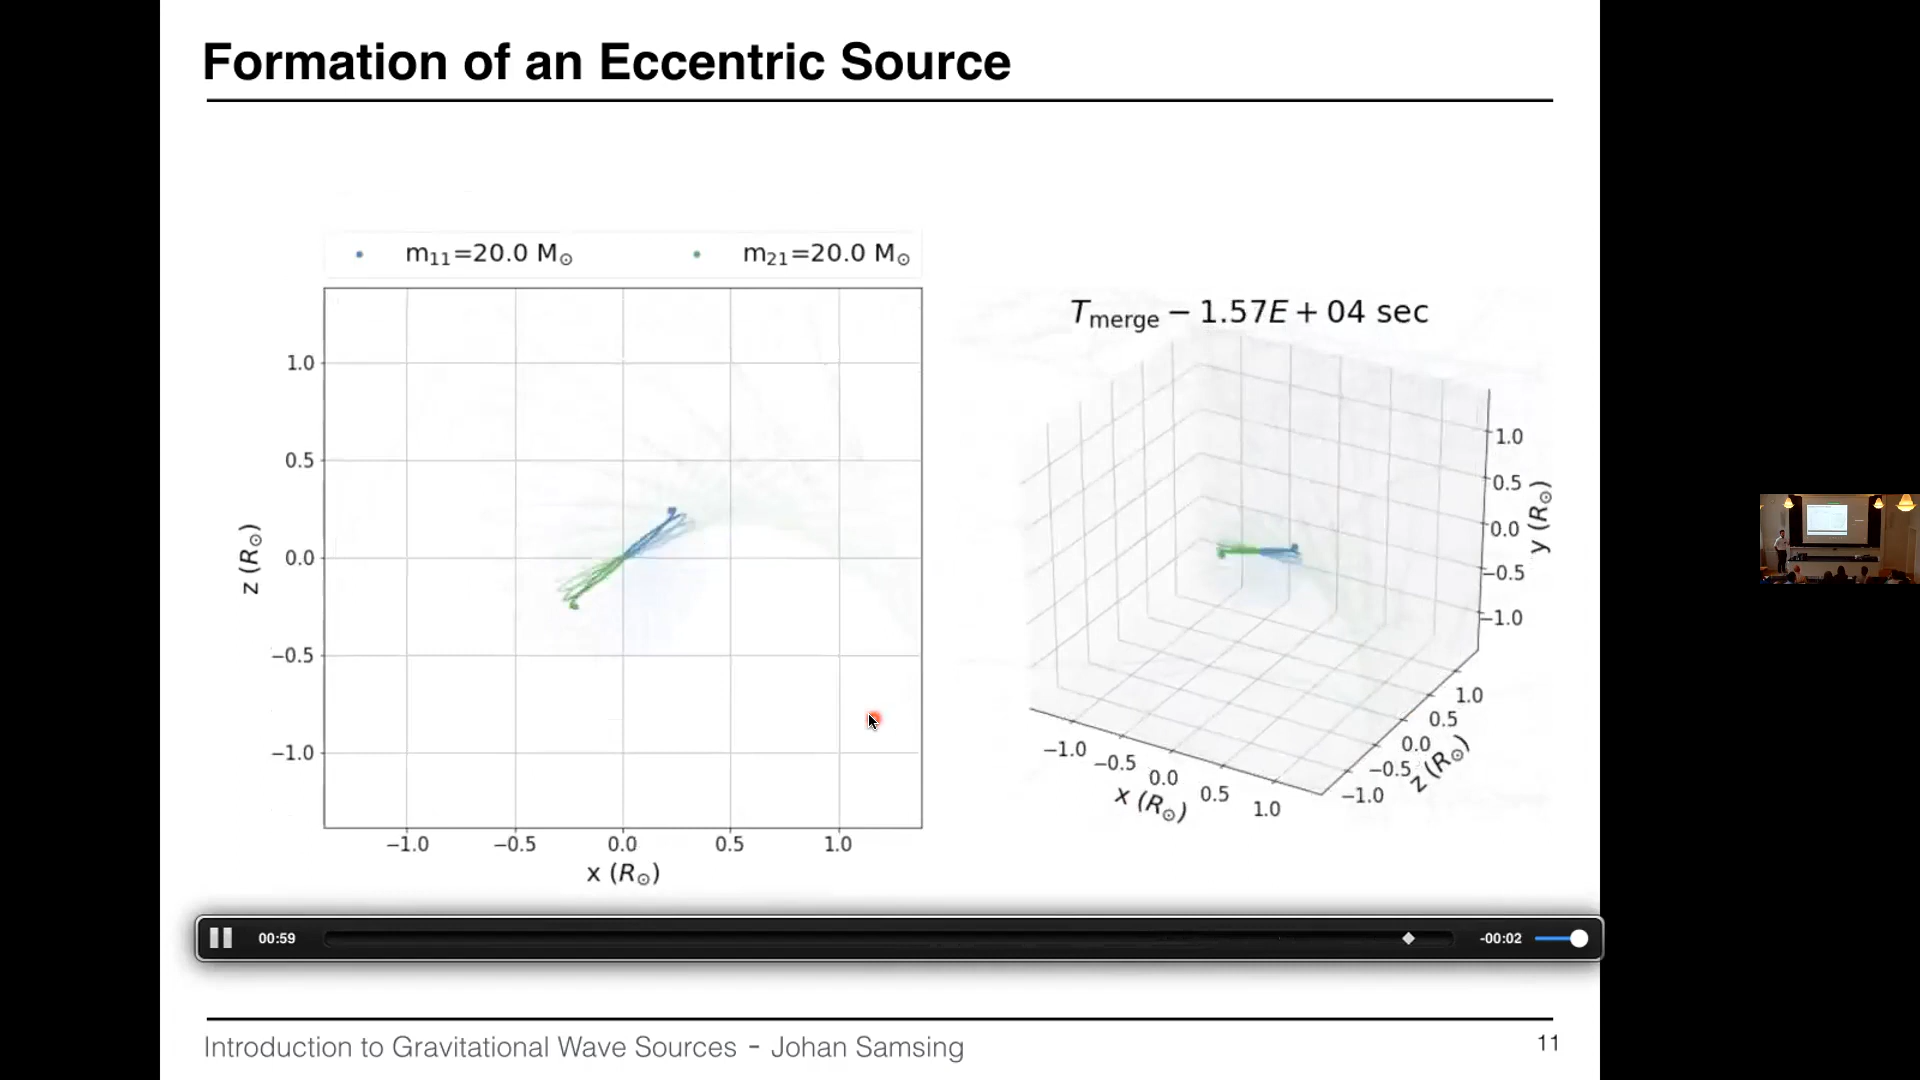 Formation of an Eccentric Source
m₁₁=20.0 M☉ m₂₁=20.0 M☉
T_merge − 1.57E + 04 sec
1.0
0.5
0.0
−0.5
−1.0
z (R☉)
−1.0 −0.5 0.0 0.5 1.0
x (R☉)
1.0
0.5
0.0
−0.5
−1.0
y (R☉)
1.0
0.5
0.0
−0.5
−1.0
z (R☉)
−1.0 −0.5 0.0 0.5 1.0
x (R☉)
00:59 -00:02
Introduction to Gravitational Wave Sources - Johan Samsing 11